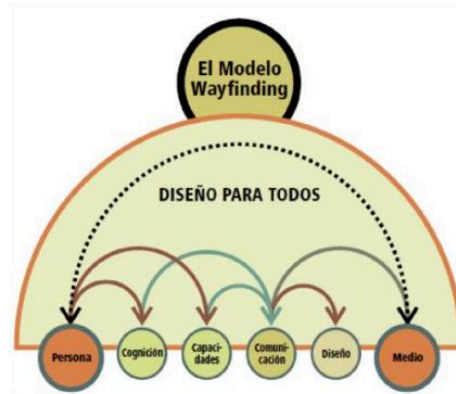 El Modelo
Wayfinding
DISEÑO PARA TODOS
Persona
Cognición
Capaci-
dades
Comuni-
cación
Diseño
Medio